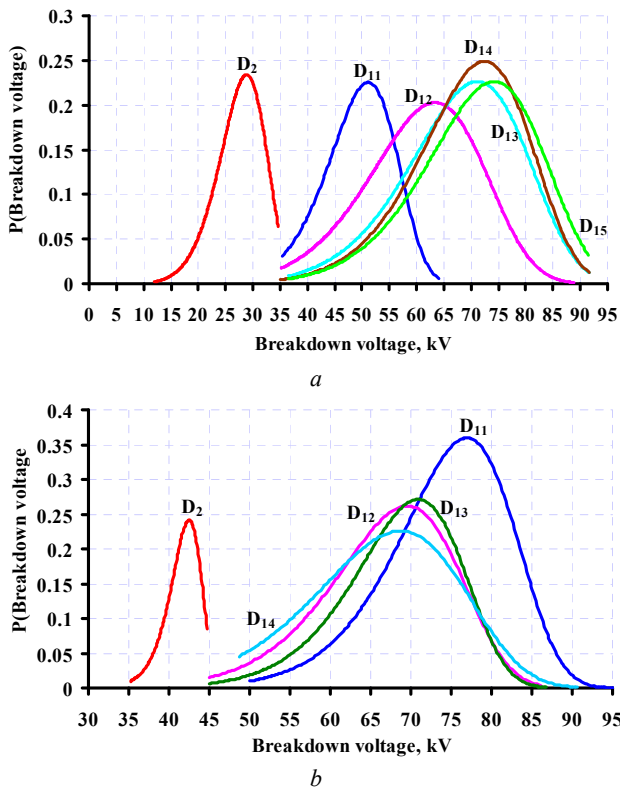 0.3
0.25
0.2
0.15
0.1
0.05
0
P(Breakdown voltage)
D2
D11
D12
D14
D13
D15
0 5 10 15 20 25 30 35 40 45 50 55 60 65 70 75 80 85 90 95
Breakdown voltage, kV
a
0.4
0.35
0.3
0.25
0.2
0.15
0.1
0.05
0
P(Breakdown voltage
D11
D2
D12
D13
D14
30 35 40 45 50 55 60 65 70 75 80 85 90 95
Breakdown voltage, kV
b